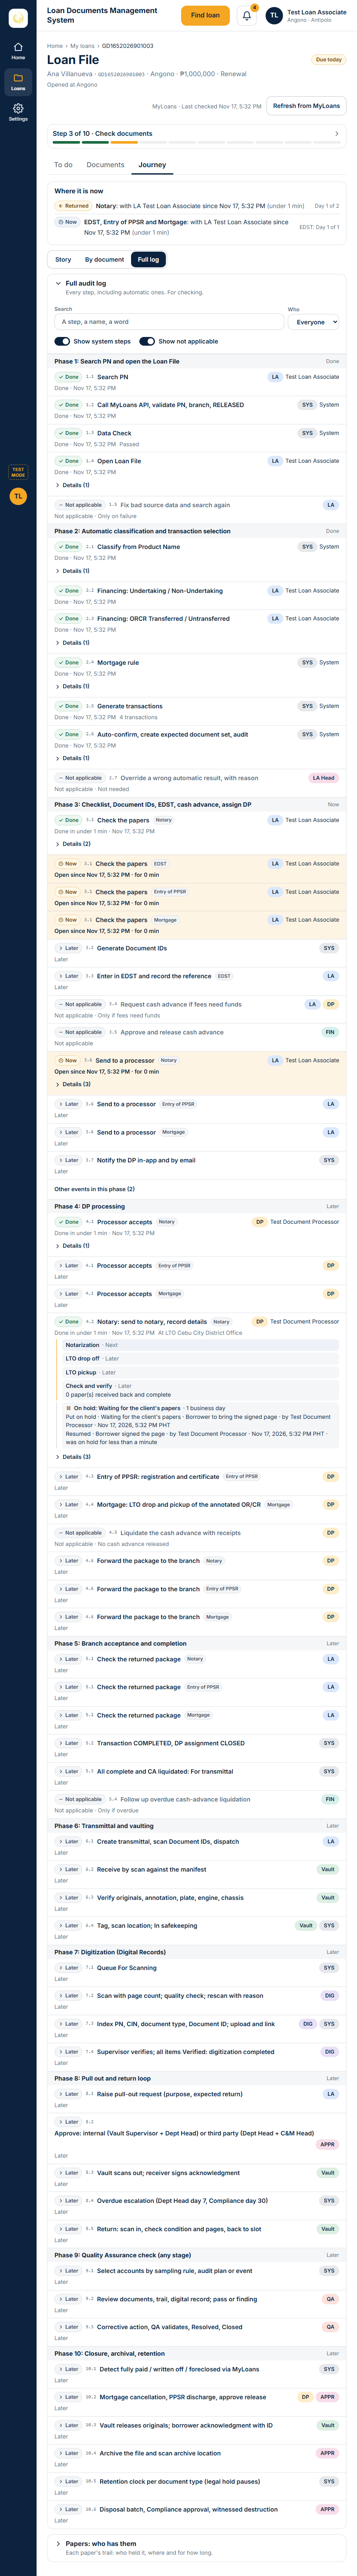 Loan Documents Management System
Find loan
4
TL
Test Loan Associate
Angono · Antipolo
Home
Loans
Settings
TEST MODE
TL
Home › My loans › GD1652026901003
Loan File
Due today
Ana Villanueva · GD1652026901003 · Angono · ₱1,000,000 · Renewal
Opened at Angono
MyLoans · Last checked Nov 17, 5:32 PM
Refresh from MyLoans
Step 3 of 10 · Check documents
To do
Documents
Journey
Where it is now
Returned Notary: with LA Test Loan Associate since Nov 17, 5:32 PM (under 1 min) Day 1 of 2
Now EDST, Entry of PPSR and Mortgage: with LA Test Loan Associate since Nov 17, 5:32 PM (under 1 min) EDST: Day 1 of 1
Story
By document
Full log
Full audit log
Every step, including automatic ones. For checking.
Search
Who
A step, a name, a word
Everyone
Show system steps
Show not applicable
Phase 1: Search PN and open the Loan File Done
Done 1.1 Search PN LA Test Loan Associate
Done · Nov 17, 5:32 PM
Done 1.2 Call MyLoans API, validate PN, branch, RELEASED SYS System
Done · Nov 17, 5:32 PM
Done 1.3 Data Check SYS System
Done · Nov 17, 5:32 PM Passed
Done 1.4 Open Loan File LA Test Loan Associate
Done · Nov 17, 5:32 PM
Details (1)
Not applicable 1.5 Fix bad source data and search again LA
Not applicable · Only on failure
Phase 2: Automatic classification and transaction selection Done
Done 2.1 Classify from Product Name SYS System
Done · Nov 17, 5:32 PM
Details (1)
Done 2.2 Financing: Undertaking / Non-Undertaking LA Test Loan Associate
Done · Nov 17, 5:32 PM
Done 2.3 Financing: ORCR Transferred / Untransferred LA Test Loan Associate
Done · Nov 17, 5:32 PM
Details (1)
Done 2.4 Mortgage rule SYS System
Done · Nov 17, 5:32 PM
Details (1)
Done 2.5 Generate transactions SYS System
Done · Nov 17, 5:32 PM 4 transactions
Done 2.6 Auto-confirm, create expected document set, audit SYS System
Done · Nov 17, 5:32 PM
Details (1)
Not applicable 2.7 Override a wrong automatic result, with reason LA Head
Not applicable · Not needed
Phase 3: Checklist, Document IDs, EDST, cash advance, assign DP Now
Done 3.1 Check the papers Notary LA Test Loan Associate
Done in under 1 min · Nov 17, 5:32 PM
Details (2)
Now 3.1 Check the papers EDST LA Test Loan Associate
Open since Nov 17, 5:32 PM · for 0 min
Now 3.1 Check the papers Entry of PPSR LA Test Loan Associate
Open since Nov 17, 5:32 PM · for 0 min
Now 3.1 Check the papers Mortgage LA Test Loan Associate
Open since Nov 17, 5:32 PM · for 0 min
Later 3.2 Generate Document IDs SYS
Later
Later 3.3 Enter in EDST and record the reference EDST LA
Later
Not applicable 3.4 Request cash advance if fees need funds LA DP
Not applicable · Only if fees need funds
Not applicable 3.5 Approve and release cash advance FIN
Not applicable
Now 3.6 Send to a processor Notary LA Test Loan Associate
Open since Nov 17, 5:32 PM · for 0 min
Details (3)
Later 3.6 Send to a processor Entry of PPSR LA
Later
Later 3.6 Send to a processor Mortgage LA
Later
Later 3.7 Notify the DP in-app and by email SYS
Later
Other events in this phase (2)
Phase 4: DP processing Later
Done 4.1 Processor accepts Notary DP Test Document Processor
Done in under 1 min · Nov 17, 5:32 PM
Details (1)
Later 4.1 Processor accepts Entry of PPSR DP
Later
Later 4.1 Processor accepts Mortgage DP
Later
Done 4.2 Notary: send to notary, record details Notary DP Test Document Processor
Done in under 1 min · Nov 17, 5:32 PM At LTO Cebu City District Office
Notarization · Next
LTO drop off · Later
LTO pickup · Later
Check and verify · Later
0 paper(s) received back and complete
On hold: Waiting for the client's papers · 1 business day
Put on hold · Waiting for the client's papers · Borrower to bring the signed page · by Test Document Processor · Nov 17, 2026, 5:32 PM PHT
Resumed · Borrower signed the page · by Test Document Processor · Nov 17, 2026, 5:32 PM PHT · was on hold for less than a minute
Details (3)
Later 4.3 Entry of PPSR: registration and certificate Entry of PPSR DP
Later
Later 4.4 Mortgage: LTO drop and pickup of the annotated OR/CR Mortgage DP
Later
Not applicable 4.5 Liquidate the cash advance with receipts DP
Not applicable · No cash advance released
Later 4.6 Forward the package to the branch Notary DP
Later
Later 4.6 Forward the package to the branch Entry of PPSR DP
Later
Later 4.6 Forward the package to the branch Mortgage DP
Later
Phase 5: Branch acceptance and completion Later
Later 5.1 Check the returned package Notary LA
Later
Later 5.1 Check the returned package Entry of PPSR LA
Later
Later 5.1 Check the returned package Mortgage LA
Later
Later 5.2 Transaction COMPLETED, DP assignment CLOSED SYS
Later
Later 5.3 All complete and CA liquidated: For transmittal SYS
Later
Not applicable 5.4 Follow up overdue cash-advance liquidation FIN
Not applicable · Only if overdue
Phase 6: Transmittal and vaulting Later
Later 6.1 Create transmittal, scan Document IDs, dispatch LA
Later
Later 6.2 Receive by scan against the manifest Vault
Later
Later 6.3 Verify originals, annotation, plate, engine, chassis Vault
Later
Later 6.4 Tag, scan location; In safekeeping Vault SYS
Later
Phase 7: Digitization (Digital Records) Later
Later 7.1 Queue For Scanning SYS
Later
Later 7.2 Scan with page count; quality check; rescan with reason DIG
Later
Later 7.3 Index PN, CIN, document type, Document ID; upload and link DIG SYS
Later
Later 7.4 Supervisor verifies; all items Verified: digitization completed DIG
Later
Phase 8: Pull out and return loop Later
Later 8.1 Raise pull-out request (purpose, expected return) LA
Later
Later 8.2
Approve: internal (Vault Supervisor + Dept Head) or third party (Dept Head + C&M Head)
APPR
Later
Later 8.3 Vault scans out; receiver signs acknowledgment Vault
Later
Later 8.4 Overdue escalation (Dept Head day 7, Compliance day 30) SYS
Later
Later 8.5 Return: scan in, check condition and pages, back to slot Vault
Later
Phase 9: Quality Assurance check (any stage) Later
Later 9.1 Select accounts by sampling rule, audit plan or event SYS
Later
Later 9.2 Review documents, trail, digital record; pass or finding QA
Later
Later 9.3 Corrective action, QA validates, Resolved, Closed QA
Later
Phase 10: Closure, archival, retention Later
Later 10.1 Detect fully paid / written off / foreclosed via MyLoans SYS
Later
Later 10.2 Mortgage cancellation, PPSR discharge, approve release DP APPR
Later
Later 10.3 Vault releases originals; borrower acknowledgment with ID Vault
Later
Later 10.4 Archive the file and scan archive location APPR
Later
Later 10.5 Retention clock per document type (legal hold pauses) SYS
Later
Later 10.6 Disposal batch, Compliance approval, witnessed destruction APPR
Later
Papers: who has them
Each paper's trail: who held it, where and for how long.